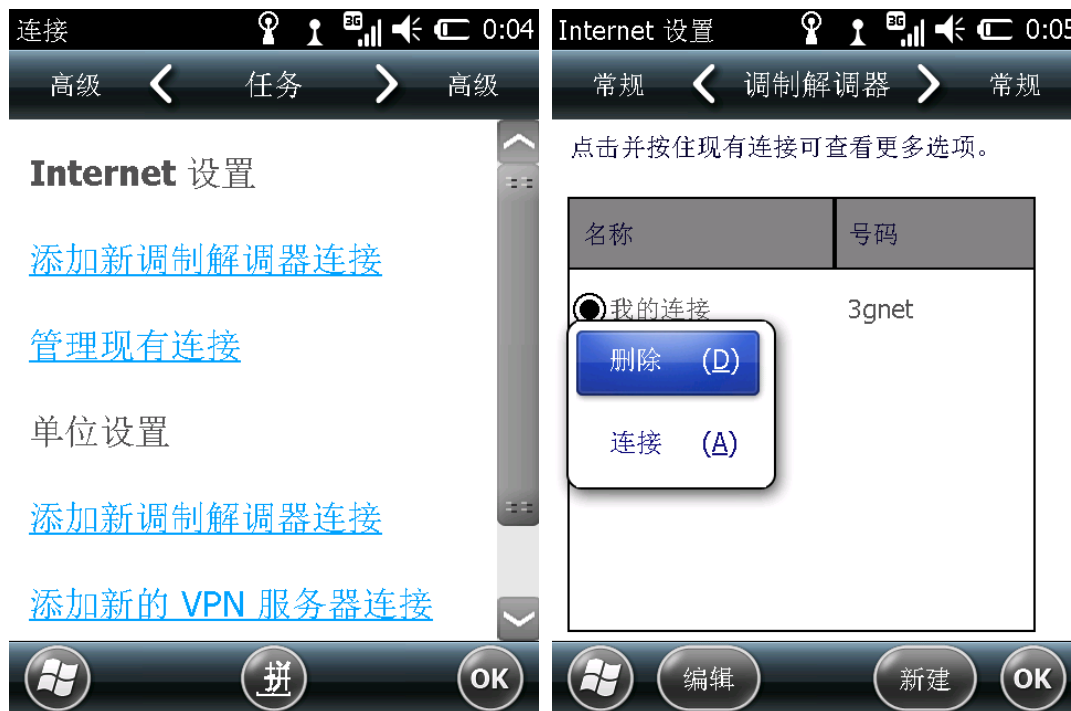 连接 3G 0:04
高级 任务 高级
Internet 设置
添加新调制解调器连接
管理现有连接
单位设置
添加新调制解调器连接
添加新的 VPN 服务器连接
拼 OK
Internet 设置 3G 0:05
常规 调制解调器 常规
点击并按住现有连接可查看更多选项。
名称 号码
我的连接 3gnet
删除 (D)
连接 (A)
编辑 新建 OK